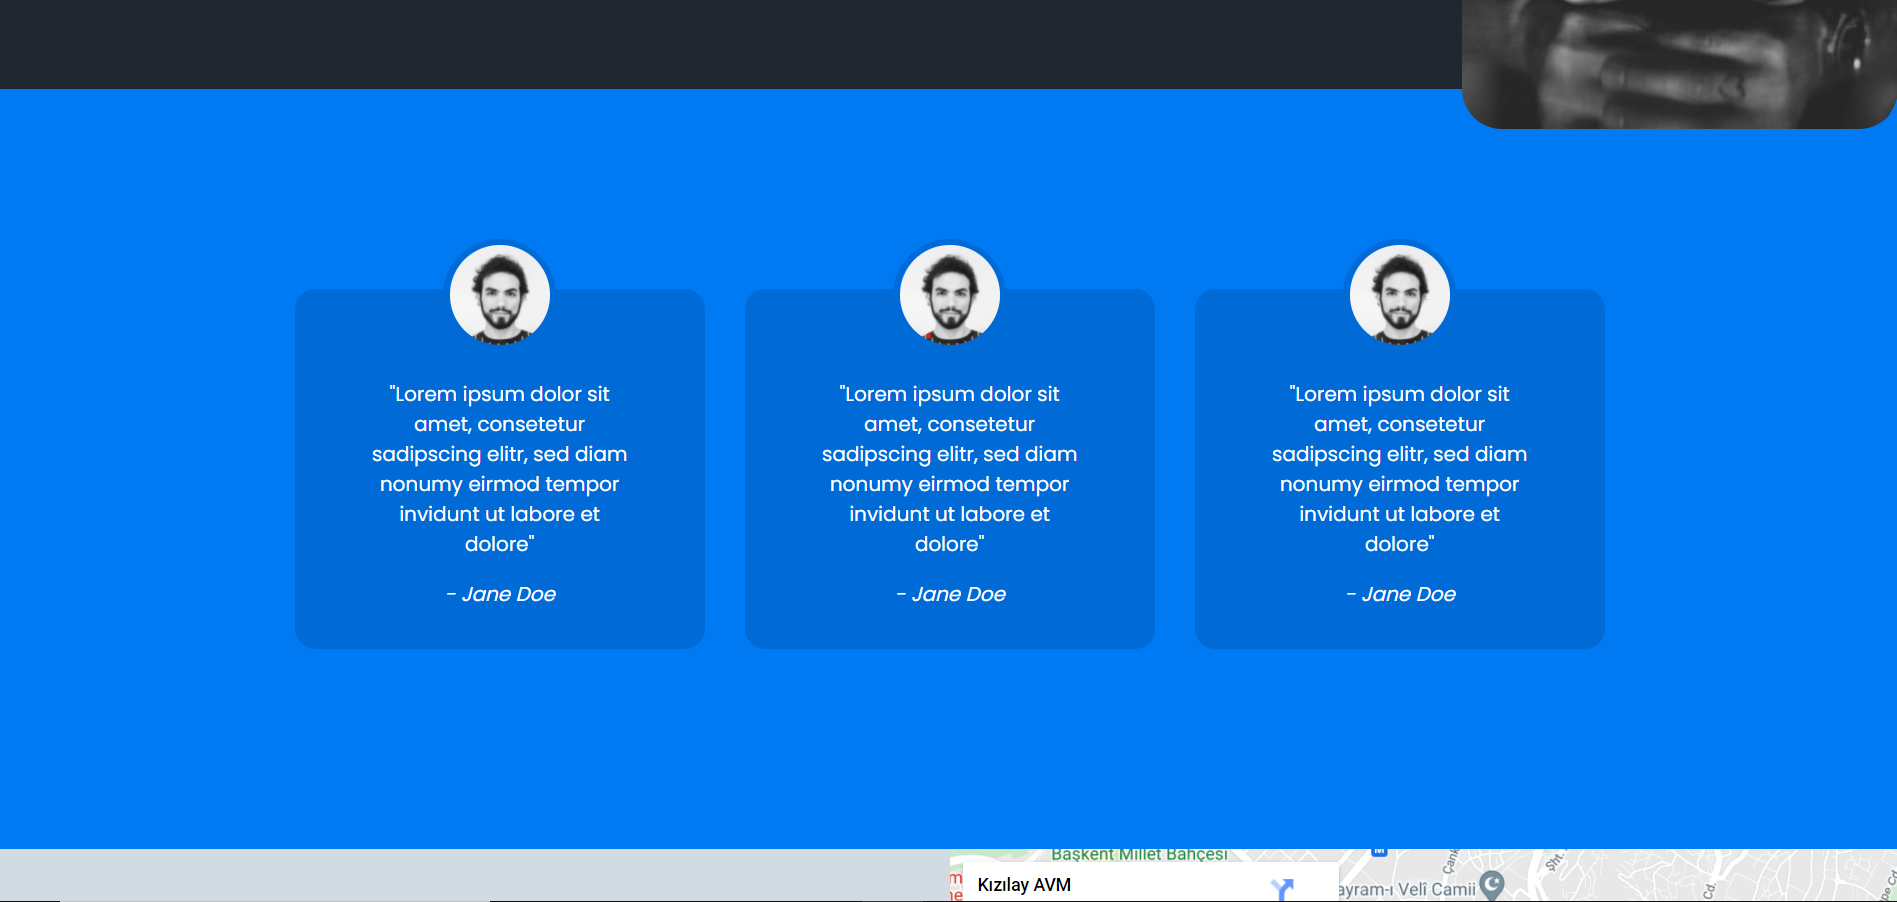 "Lorem ipsum dolor sit
amet, consetetur
sadipscing elitr, sed diam
nonumy eirmod tempor
invidunt ut labore et
dolore"
- Jane Doe
"Lorem ipsum dolor sit
amet, consetetur
sadipscing elitr, sed diam
nonumy eirmod tempor
invidunt ut labore et
dolore"
- Jane Doe
"Lorem ipsum dolor sit
amet, consetetur
sadipscing elitr, sed diam
nonumy eirmod tempor
invidunt ut labore et
dolore"
- Jane Doe
Başkent Millet Bahçesi
Kızılay AVM
ayram-ı Velî Camii
Cd.
Sht.